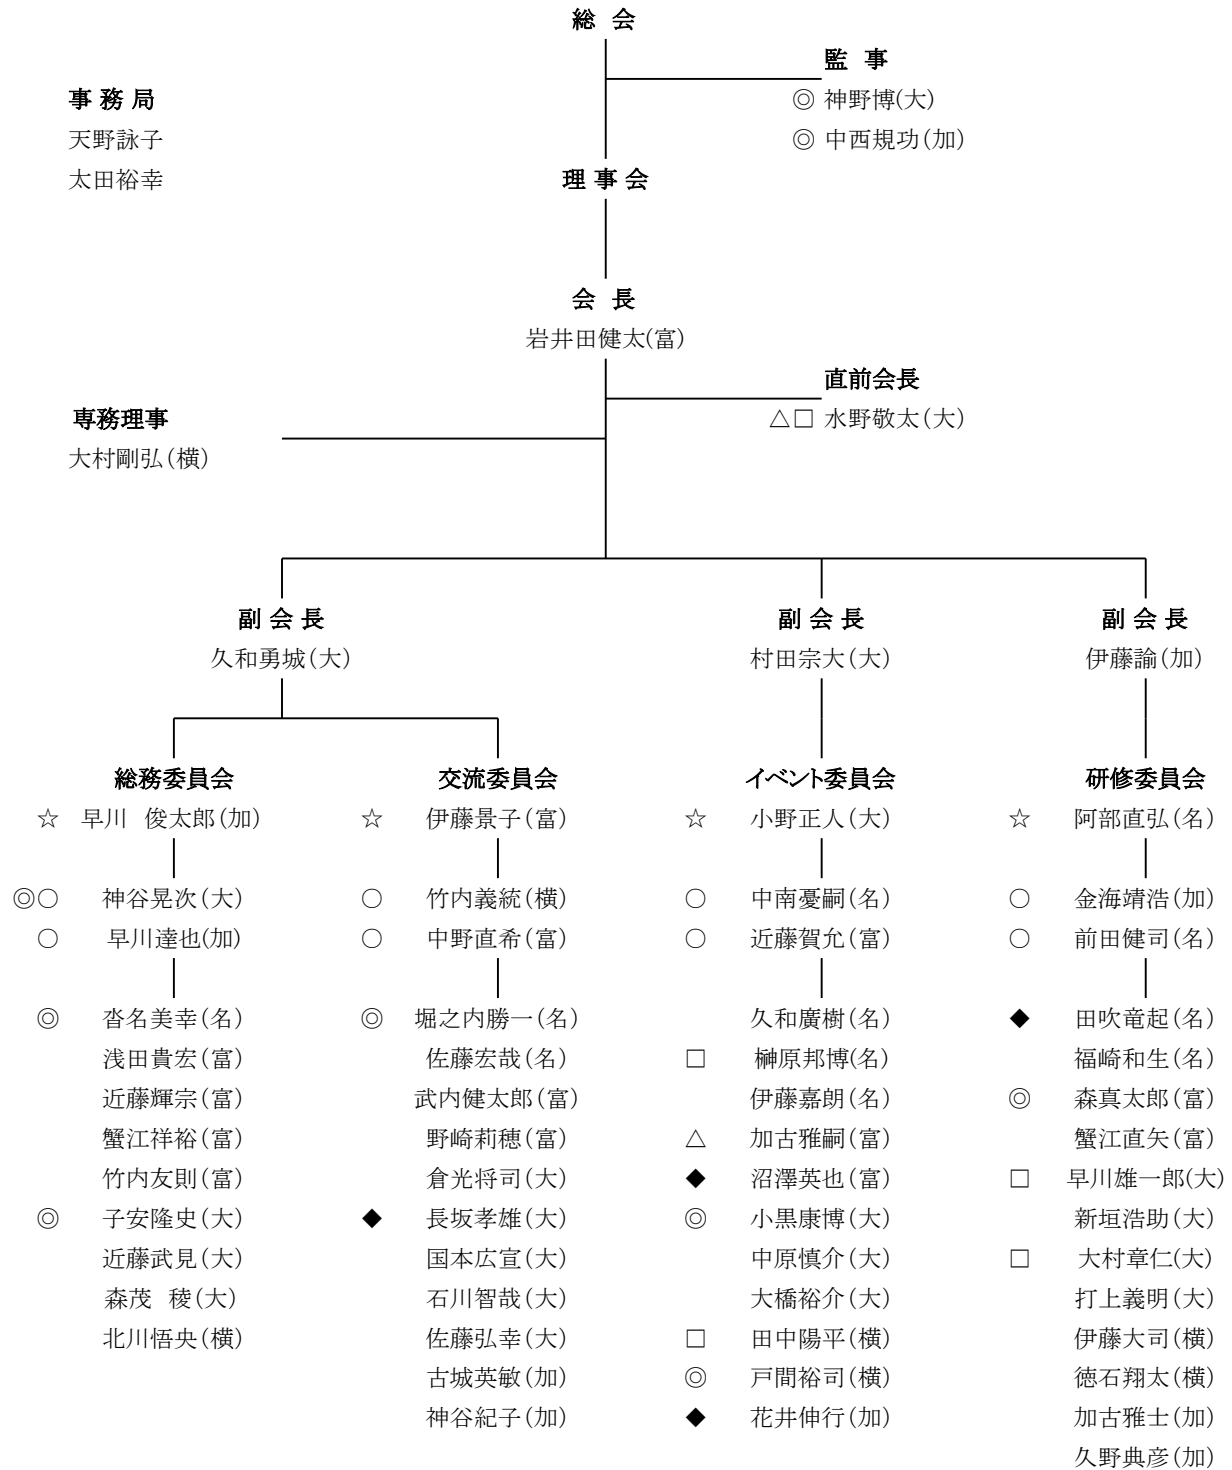 総 会
監 事
事 務 局
◎ 神野博(大)
天野詠子
◎ 中西規功(加)
太田裕幸
理 事 会
会 長
岩井田健太(富)
直前会長
専務理事
△□ 水野敬太(大)
大村剛弘(横)
副 会 長 副 会 長 副 会 長
久和勇城(大) 村田宗大(大) 伊藤諭(加)
総務委員会 交流委員会 イベント委員会 研修委員会
☆ 早川 俊太郎(加) ☆ 伊藤景子(富) ☆ 小野正人(大) ☆ 阿部直弘(名)
◎○ 神谷晃次(大) ○ 竹内義統(横) ○ 中南憂嗣(名) ○ 金海靖浩(加)
○ 早川達也(加) ○ 中野直希(富) ○ 近藤賀允(富) ○ 前田健司(名)
◎ 沓名美幸(名) ◎ 堀之内勝一(名) 久和廣樹(名) ◆ 田吹竜起(名)
浅田貴宏(富) 佐藤宏哉(名) □ 榊原邦博(名) 福崎和生(名)
近藤輝宗(富) 武内健太郎(富) 伊藤嘉朗(名) ◎ 森真太郎(富)
蟹江祥裕(富) 野崎莉穂(富) △ 加古雅嗣(富) 蟹江直矢(富)
竹内友則(富) 倉光将司(大) ◆ 沼澤英也(富) □ 早川雄一郎(大)
◎ 子安隆史(大) ◆ 長坂孝雄(大) ◎ 小黒康博(大) 新垣浩助(大)
近藤武見(大) 国本広宣(大) 中原慎介(大) □ 大村章仁(大)
森茂 稜(大) 石川智哉(大) 大橋裕介(大) 打上義明(大)
北川悟央(横) 佐藤弘幸(大) □ 田中陽平(横) 伊藤大司(横)
古城英敏(加) ◎ 戸間裕司(横) 徳石翔太(横)
神谷紀子(加) ◆ 花井伸行(加) 加古雅士(加)
久野典彦(加)